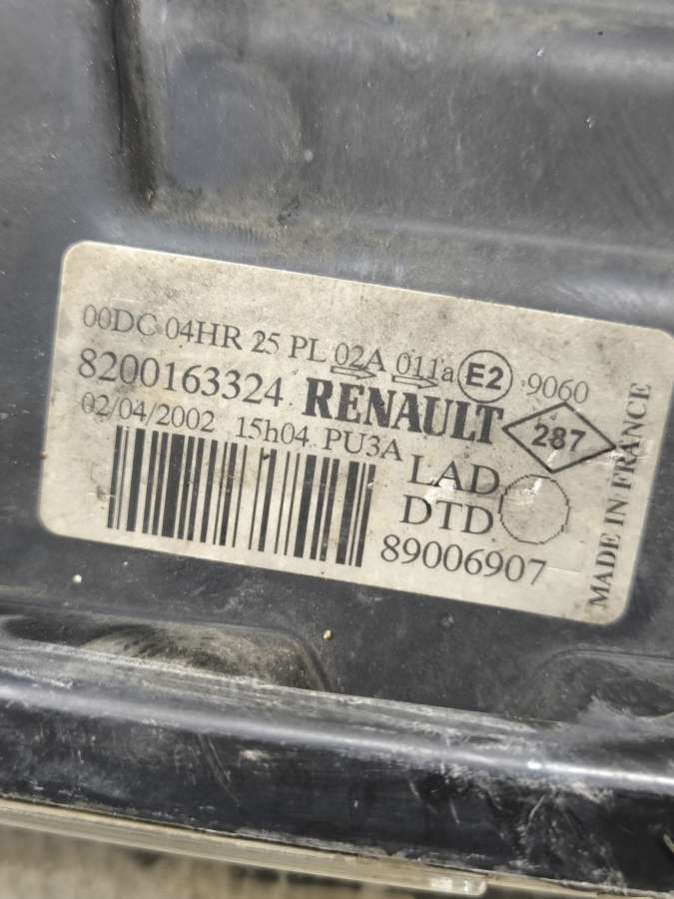 00DC 04HR 25 PL 02A 011a E2 9060
8200163324 RENAULT 287
02/04/2002 15h04 PU3A
LAD
DTD
89006907
MADE IN FRANCE